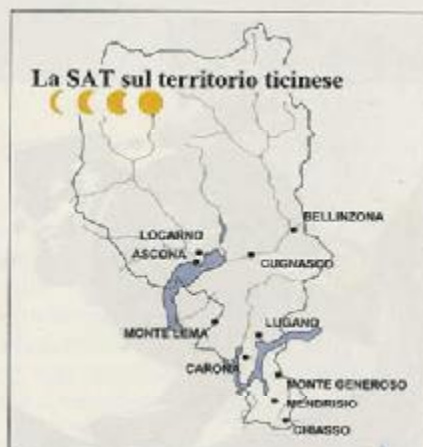 La SAT sul territorio ticinese
BELLINZONA
LOCARNO
ASCONA
CUGNASCO
MONTE LEMA
LUGANO
CARONA
MONTE GENEROSO
MENDRISIO
CHIASSO